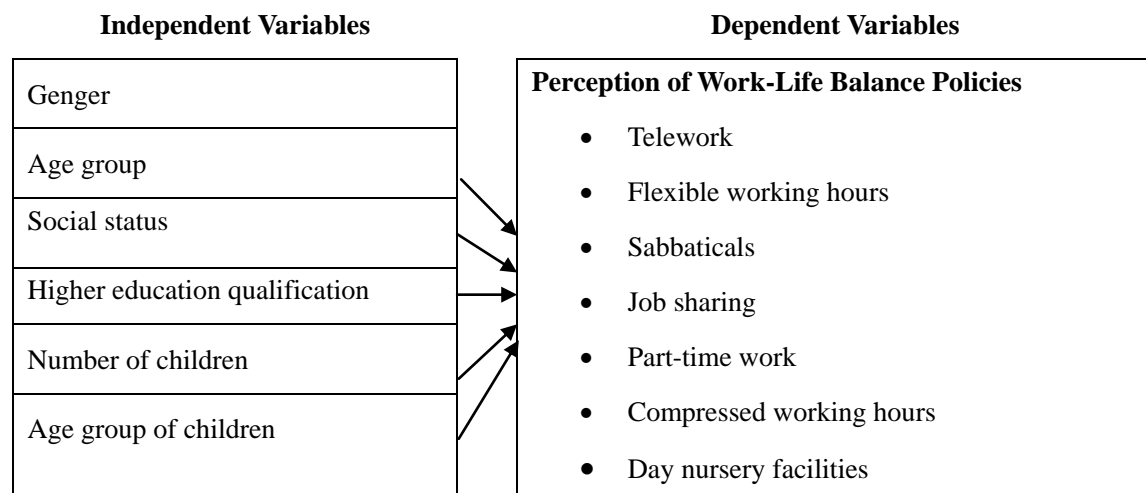 Independent Variables
Dependent Variables
Genger
Age group
Social status
Higher education qualification
Number of children
Age group of children
Perception of Work-Life Balance Policies
• Telework
• Flexible working hours
• Sabbaticals
• Job sharing
• Part-time work
• Compressed working hours
• Day nursery facilities